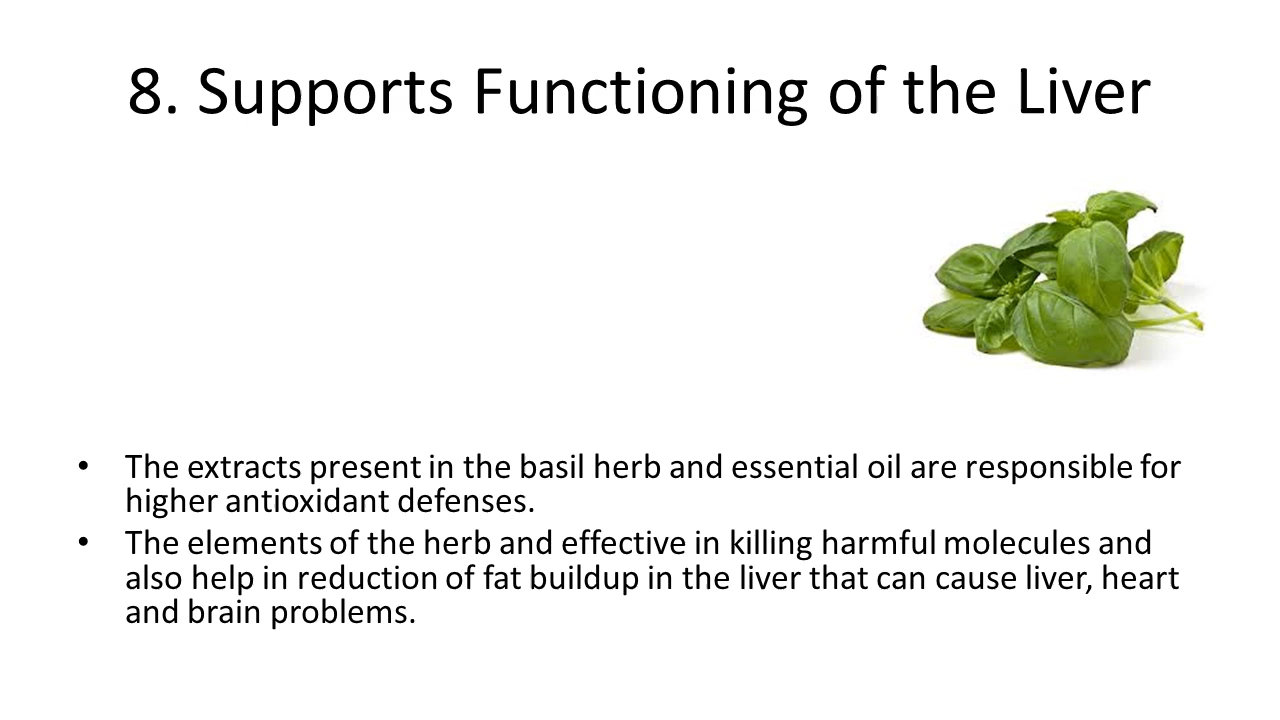 8. Supports Functioning of the Liver
• The extracts present in the basil herb and essential oil are responsible for
higher antioxidant defenses.
• The elements of the herb and effective in killing harmful molecules and
also help in reduction of fat buildup in the liver that can cause liver, heart
and brain problems.